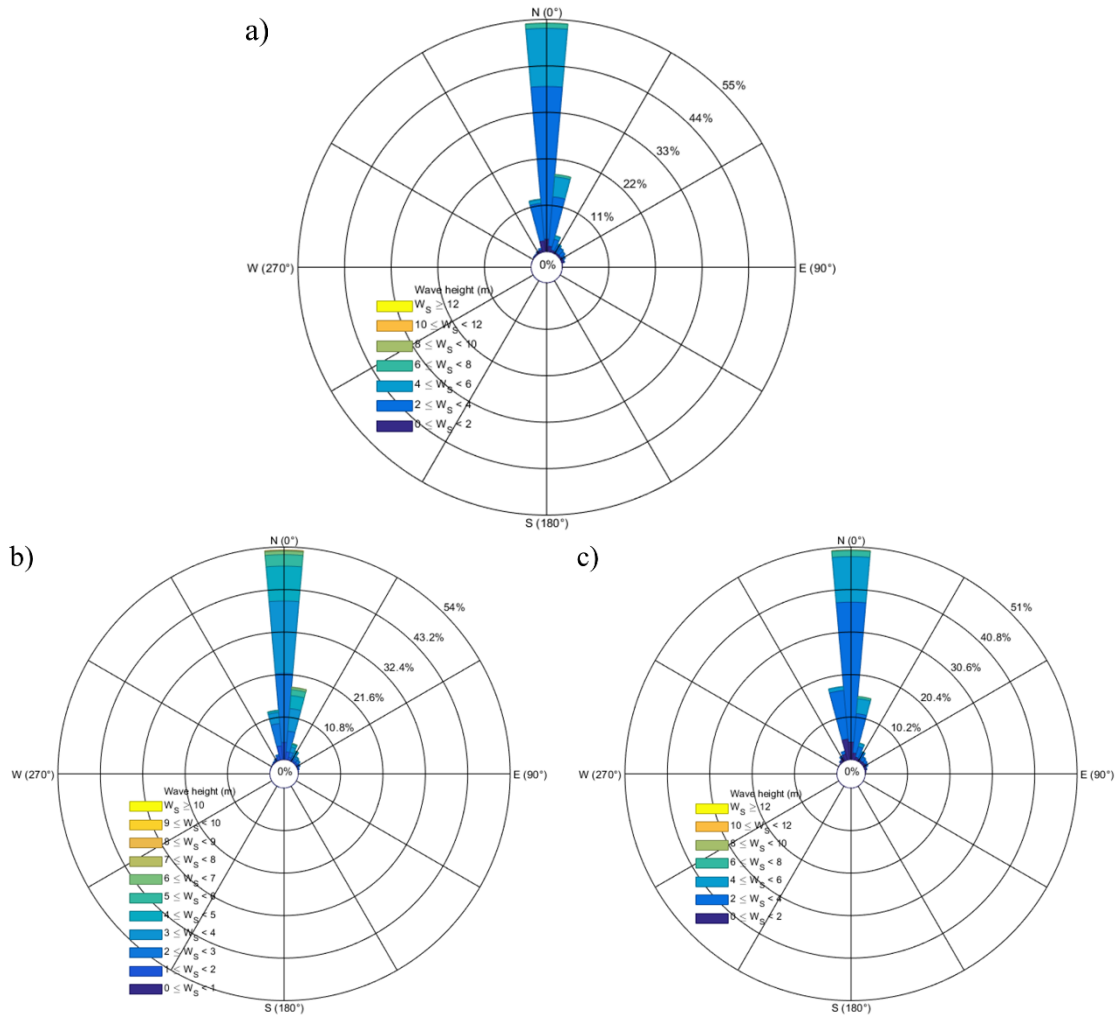 a)
N (0°)
55%
44%
33%
22%
11%
0%
W (270°)
E (90°)
S (180°)
Wave height (m)
W_S ≥ 12
10 ≤ W_S < 12
8 ≤ W_S < 10
6 ≤ W_S < 8
4 ≤ W_S < 6
2 ≤ W_S < 4
0 ≤ W_S < 2
b)
N (0°)
54%
43.2%
32.4%
21.6%
10.8%
0%
W (270°)
E (90°)
S (180°)
Wave height (m)
W_S ≥ 10
9 ≤ W_S < 10
8 ≤ W_S < 9
7 ≤ W_S < 8
6 ≤ W_S < 7
5 ≤ W_S < 6
4 ≤ W_S < 5
3 ≤ W_S < 4
2 ≤ W_S < 3
1 ≤ W_S < 2
0 ≤ W_S < 1
c)
N (0°)
51%
40.8%
30.6%
20.4%
10.2%
0%
W (270°)
E (90°)
S (180°)
Wave height (m)
W_S ≥ 12
10 ≤ W_S < 12
8 ≤ W_S < 10
6 ≤ W_S < 8
4 ≤ W_S < 6
2 ≤ W_S < 4
0 ≤ W_S < 2